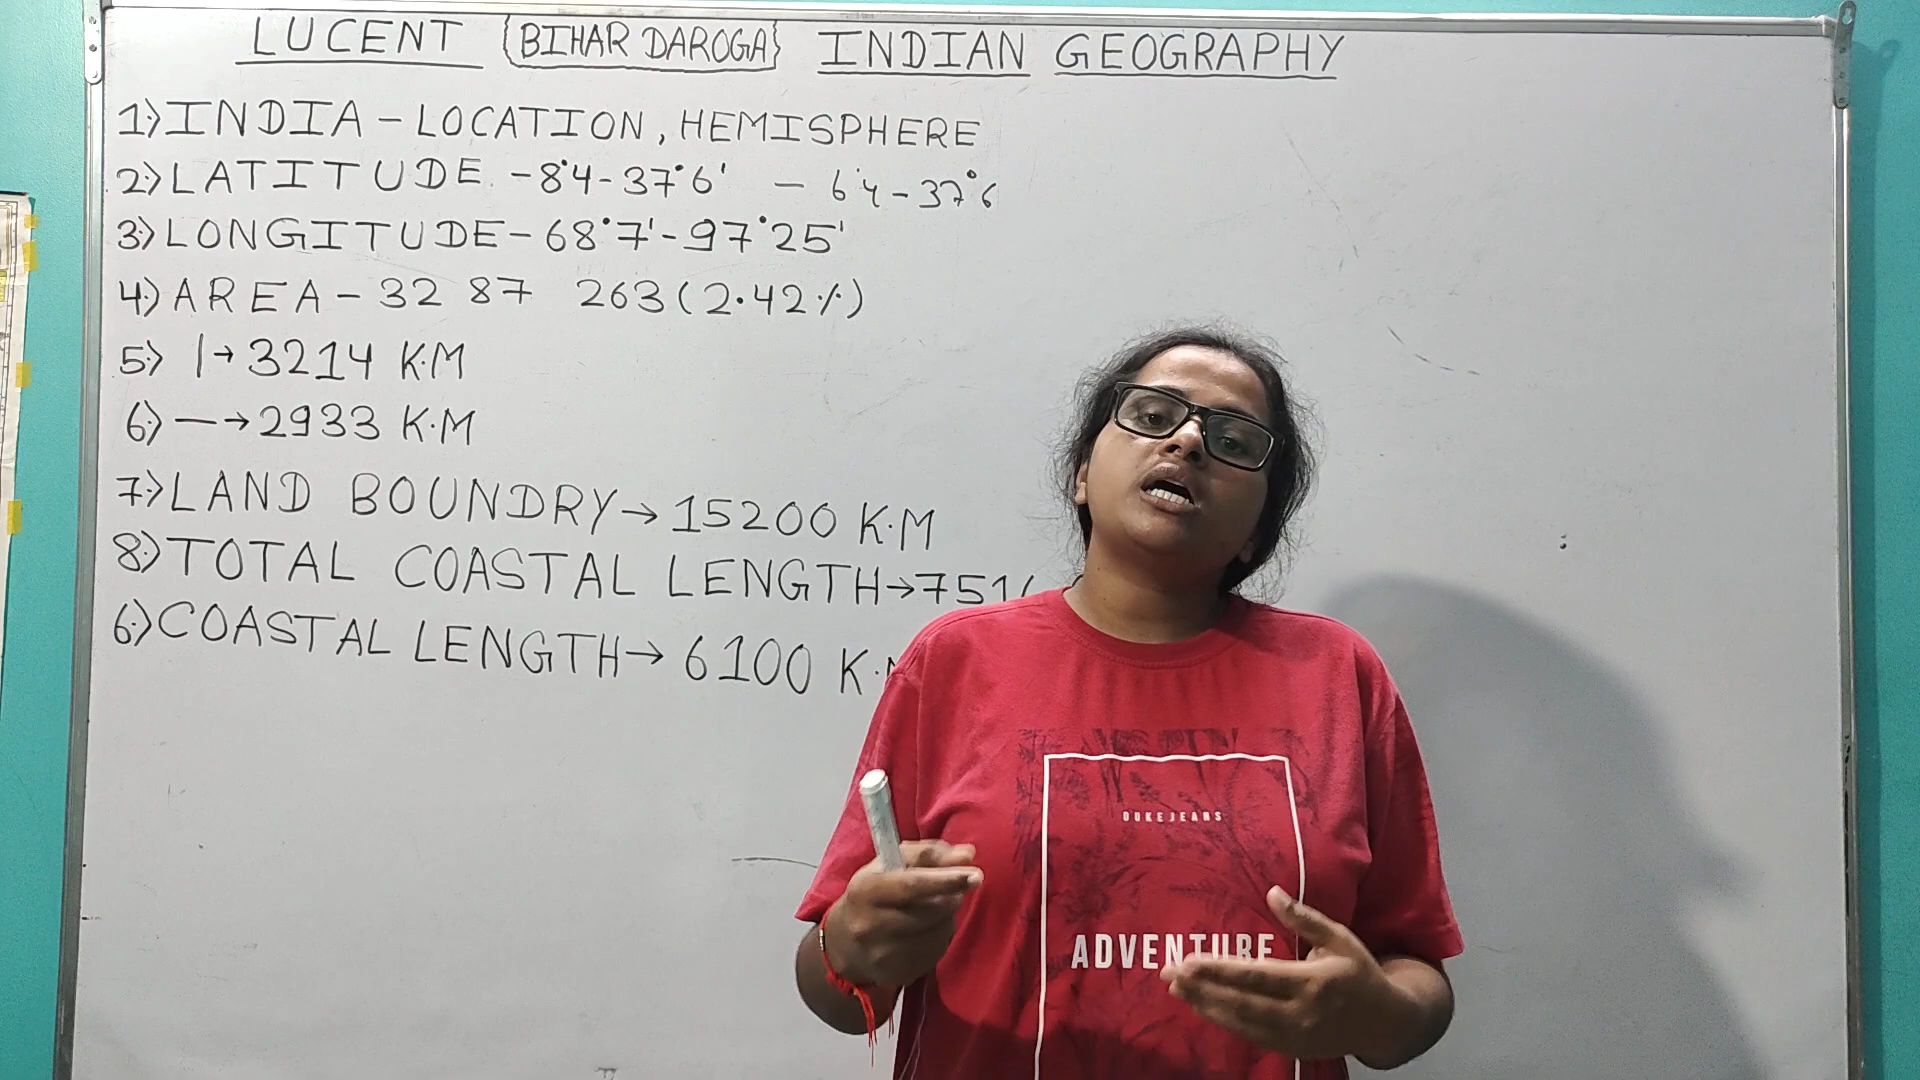 LUCENT {BIHAR DAROGA} INDIAN GEOGRAPHY
1) INDIA - LOCATION, HEMISPHERE
2) LATITUDE - 8°4 - 37°6' - 6°4 - 37°6
3) LONGITUDE - 68°7' - 97°25'
4) AREA - 32 87 263 (2.42%)
5) | → 3214 K.M
6) — → 2933 K.M
7) LAND BOUNDRY → 15200 K.M
8) TOTAL COASTAL LENGTH → 751
6) COASTAL LENGTH → 6100 K.M
DUKEJEANS
ADVENTURE